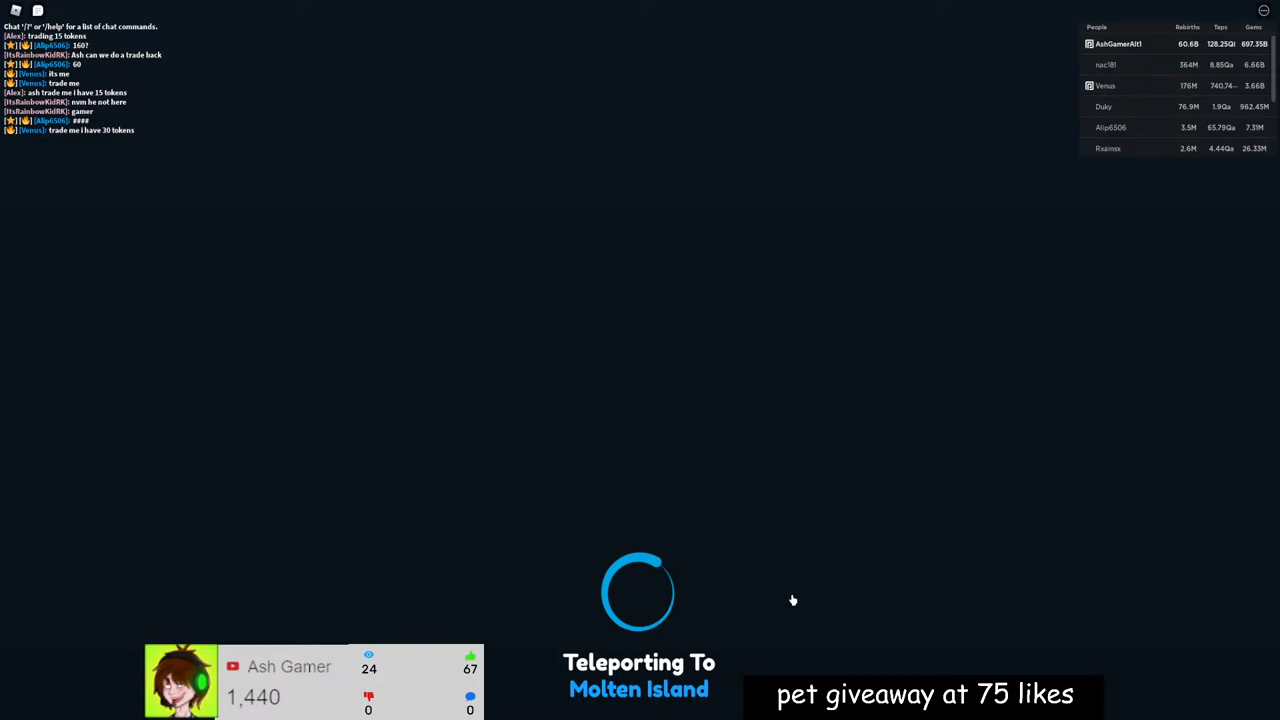 Chat '/?' or '/help' for a list of chat commands.
[Alex]: trading 15 tokens
[Alip6506]: 160?
[ItsRainbowKidRK]: Ash can we do a trade back
[Alip6506]: 60
[Venus]: its me
[Venus]: trade me
[Alex]: ash trade me i have 15 tokens
[ItsRainbowKidRK]: nvm he not here
[ItsRainbowKidRK]: gamer
[Alip6506]: ####
[Venus]: trade me i have 30 tokens
People Rebirths Taps Gems
AshGamerAlt1 60.6B 128.25Qi 697.35B
nac181 364M 8.85Qa 6.66B
Venus 176M 740.74-- 3.66B
Duky 76.9M 1.9Qa 962.45M
Alip6506 3.5M 65.79Qa 7.31M
Rxainsx 2.6M 4.44Qa 26.33M
Teleporting To
Molten Island
Ash Gamer
1,440
24 67
0 0
pet giveaway at 75 likes